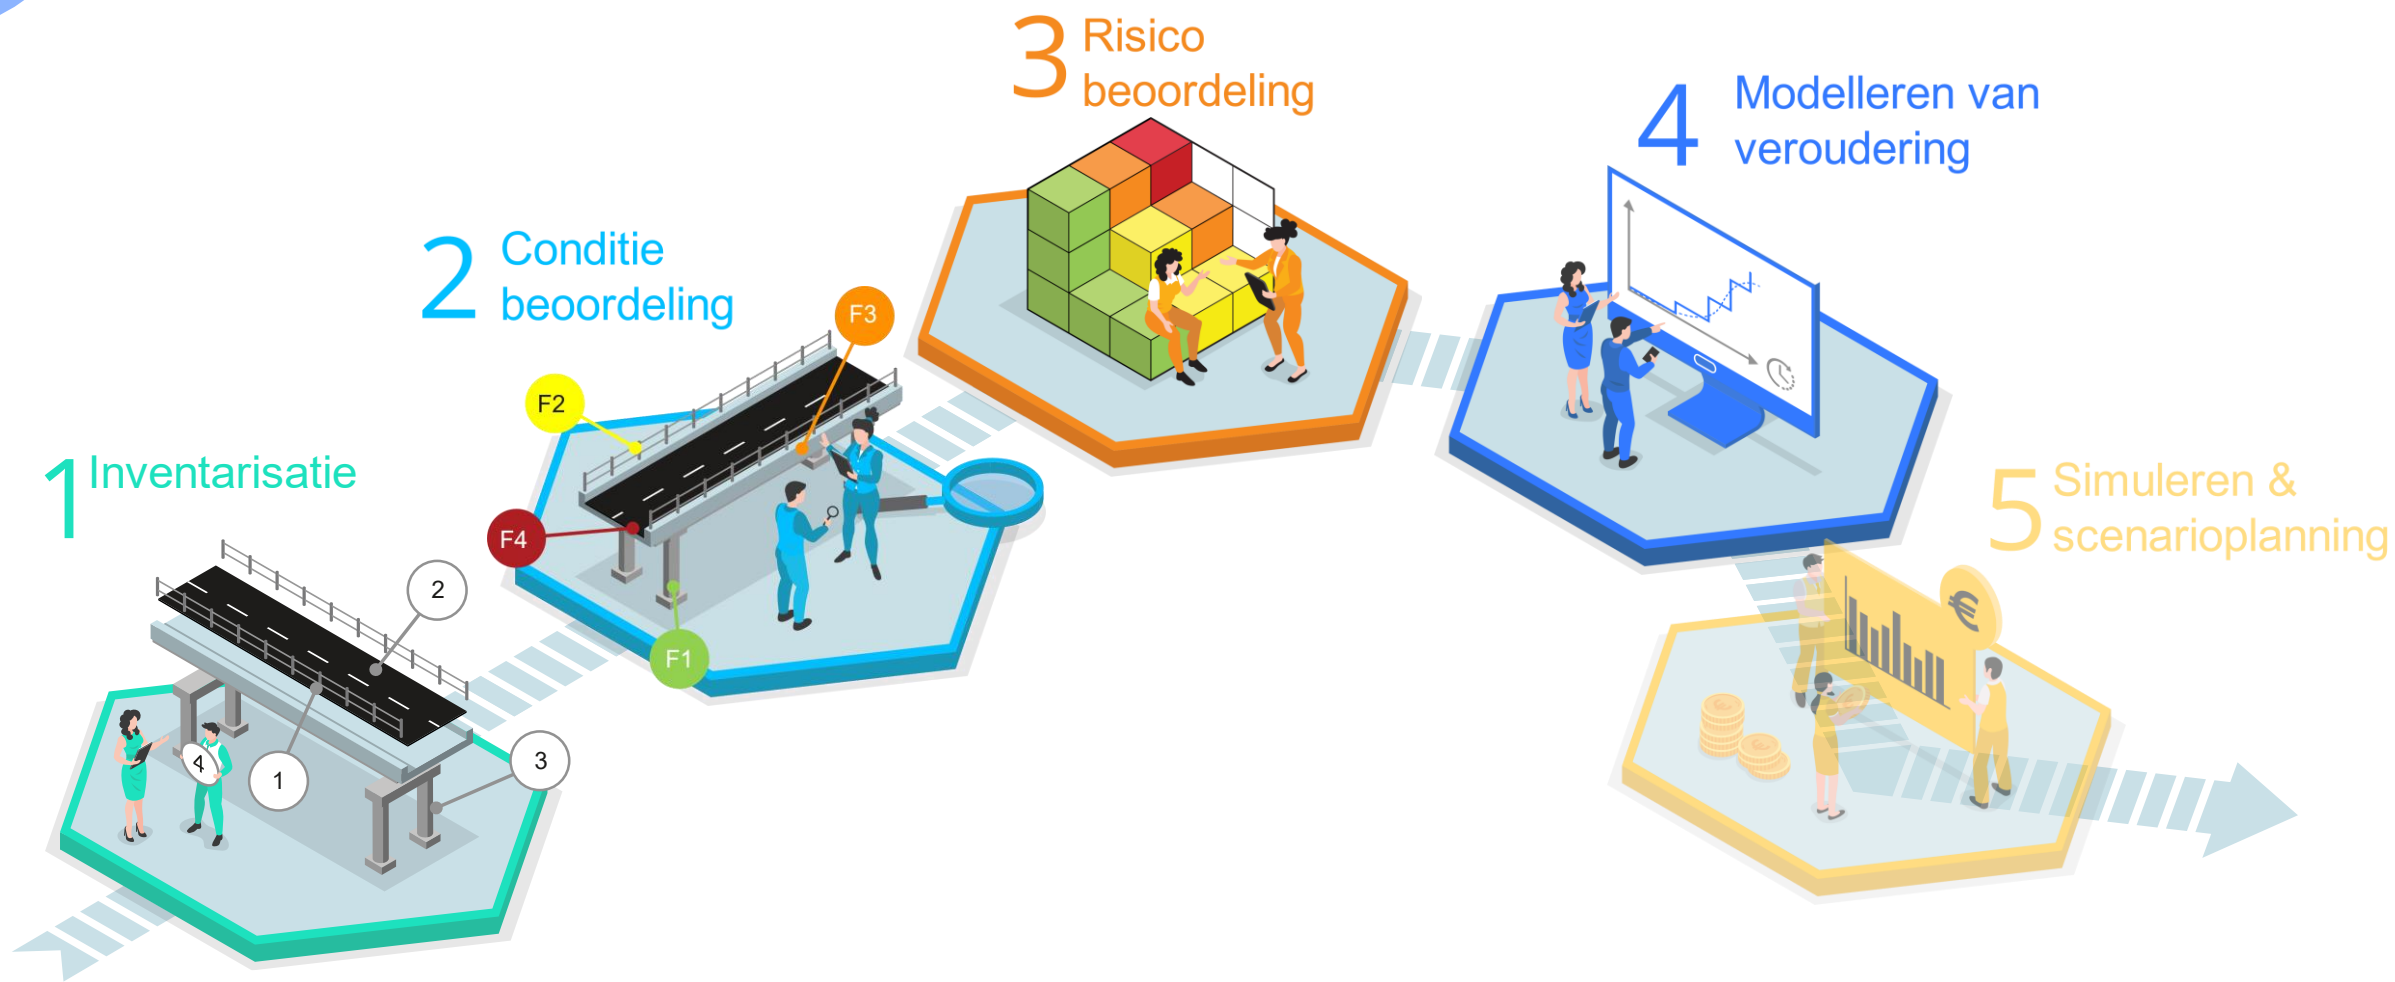 1 Inventarisatie
2
1
3
4
2 Conditie
beoordeling
F3
F2
F4
F1
3 Risico
beoordeling
4 Modelleren van
veroudering
5 Simuleren &
scenarioplanning
€